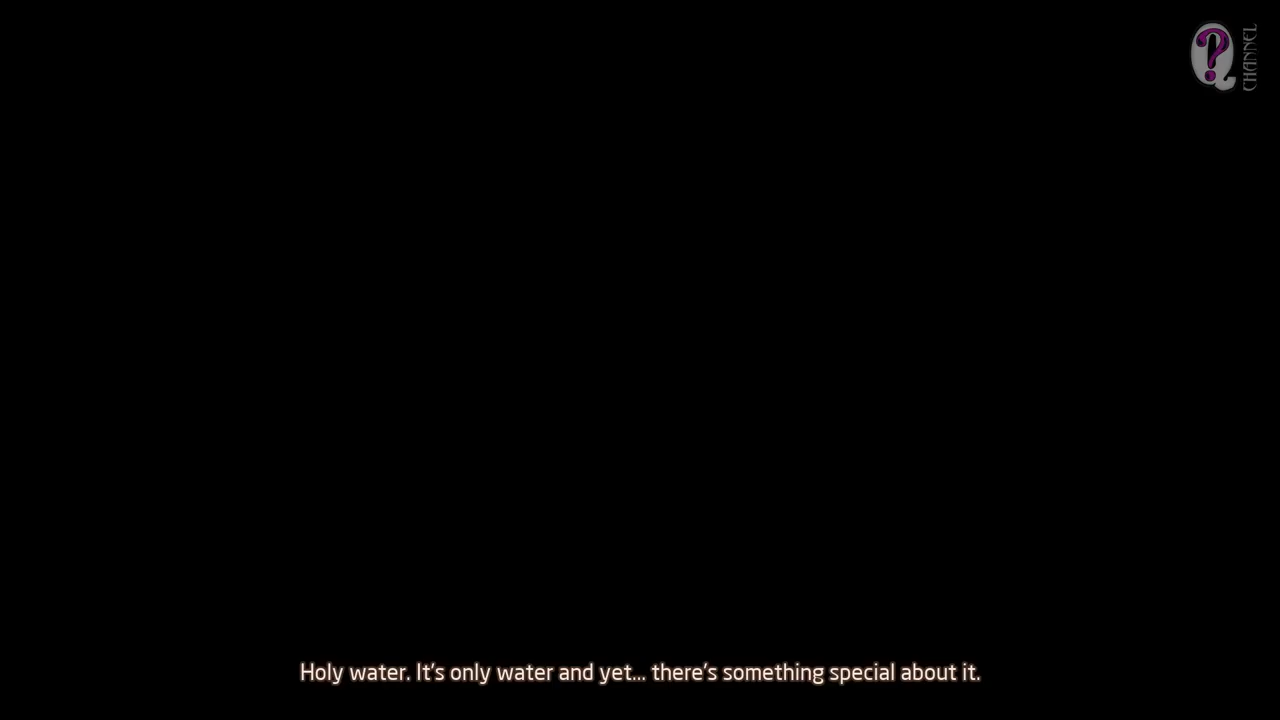 ? CHANNEL
Holy water. It's only water and yet... there's something special about it.